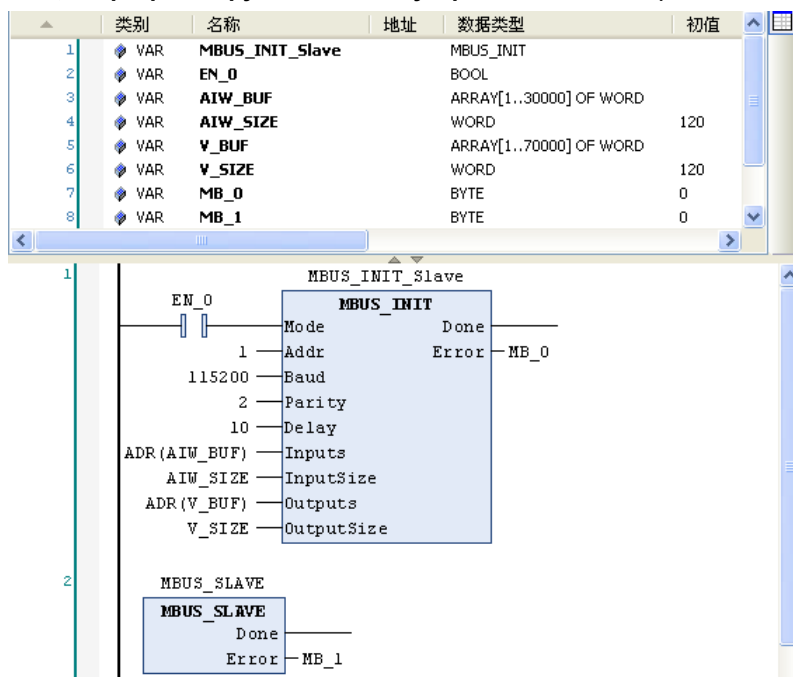 类别 名称 地址 数据类型 初值
1 VAR MBUS_INIT_Slave MBUS_INIT
2 VAR EN_0 BOOL
3 VAR AIW_BUF ARRAY[1..30000] OF WORD
4 VAR AIW_SIZE WORD 120
5 VAR V_BUF ARRAY[1..70000] OF WORD
6 VAR V_SIZE WORD 120
7 VAR MB_0 BYTE 0
8 VAR MB_1 BYTE 0
1 MBUS_INIT_Slave
EN_0 MBUS_INIT
Mode Done
1 Addr Error MB_0
115200 Baud
2 Parity
10 Delay
ADR(AIW_BUF) Inputs
AIW_SIZE InputSize
ADR(V_BUF) Outputs
V_SIZE OutputSize
2 MBUS_SLAVE
MBUS_SLAVE
Done
Error MB_1